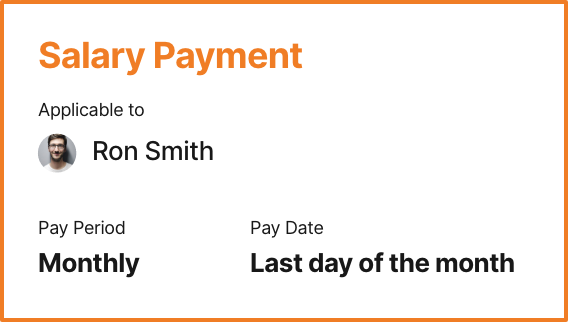 Salary Payment
Applicable to
Ron Smith
Pay Period
Pay Date
Monthly
Last day of the month